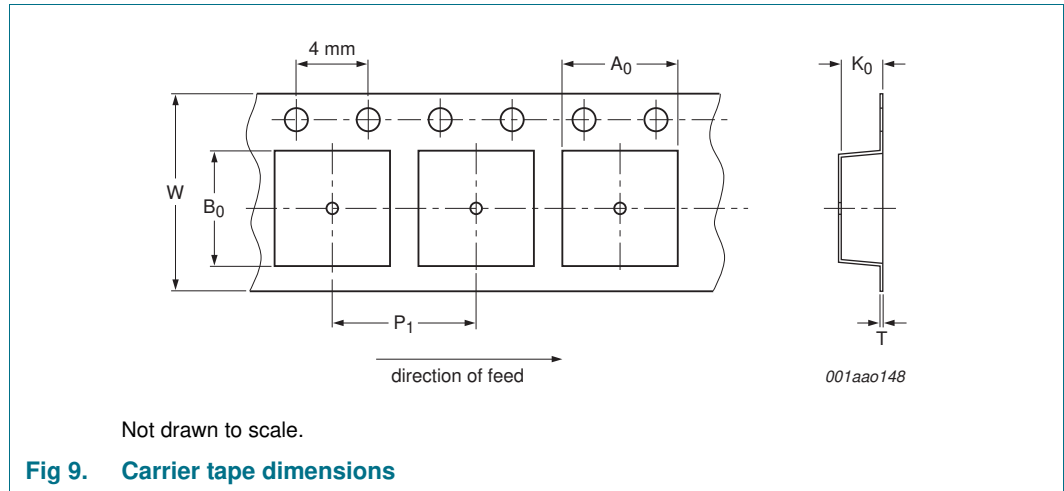 4 mm
A0
K0
W
B0
P1
T
direction of feed
001aao148
Not drawn to scale.
Fig 9. Carrier tape dimensions